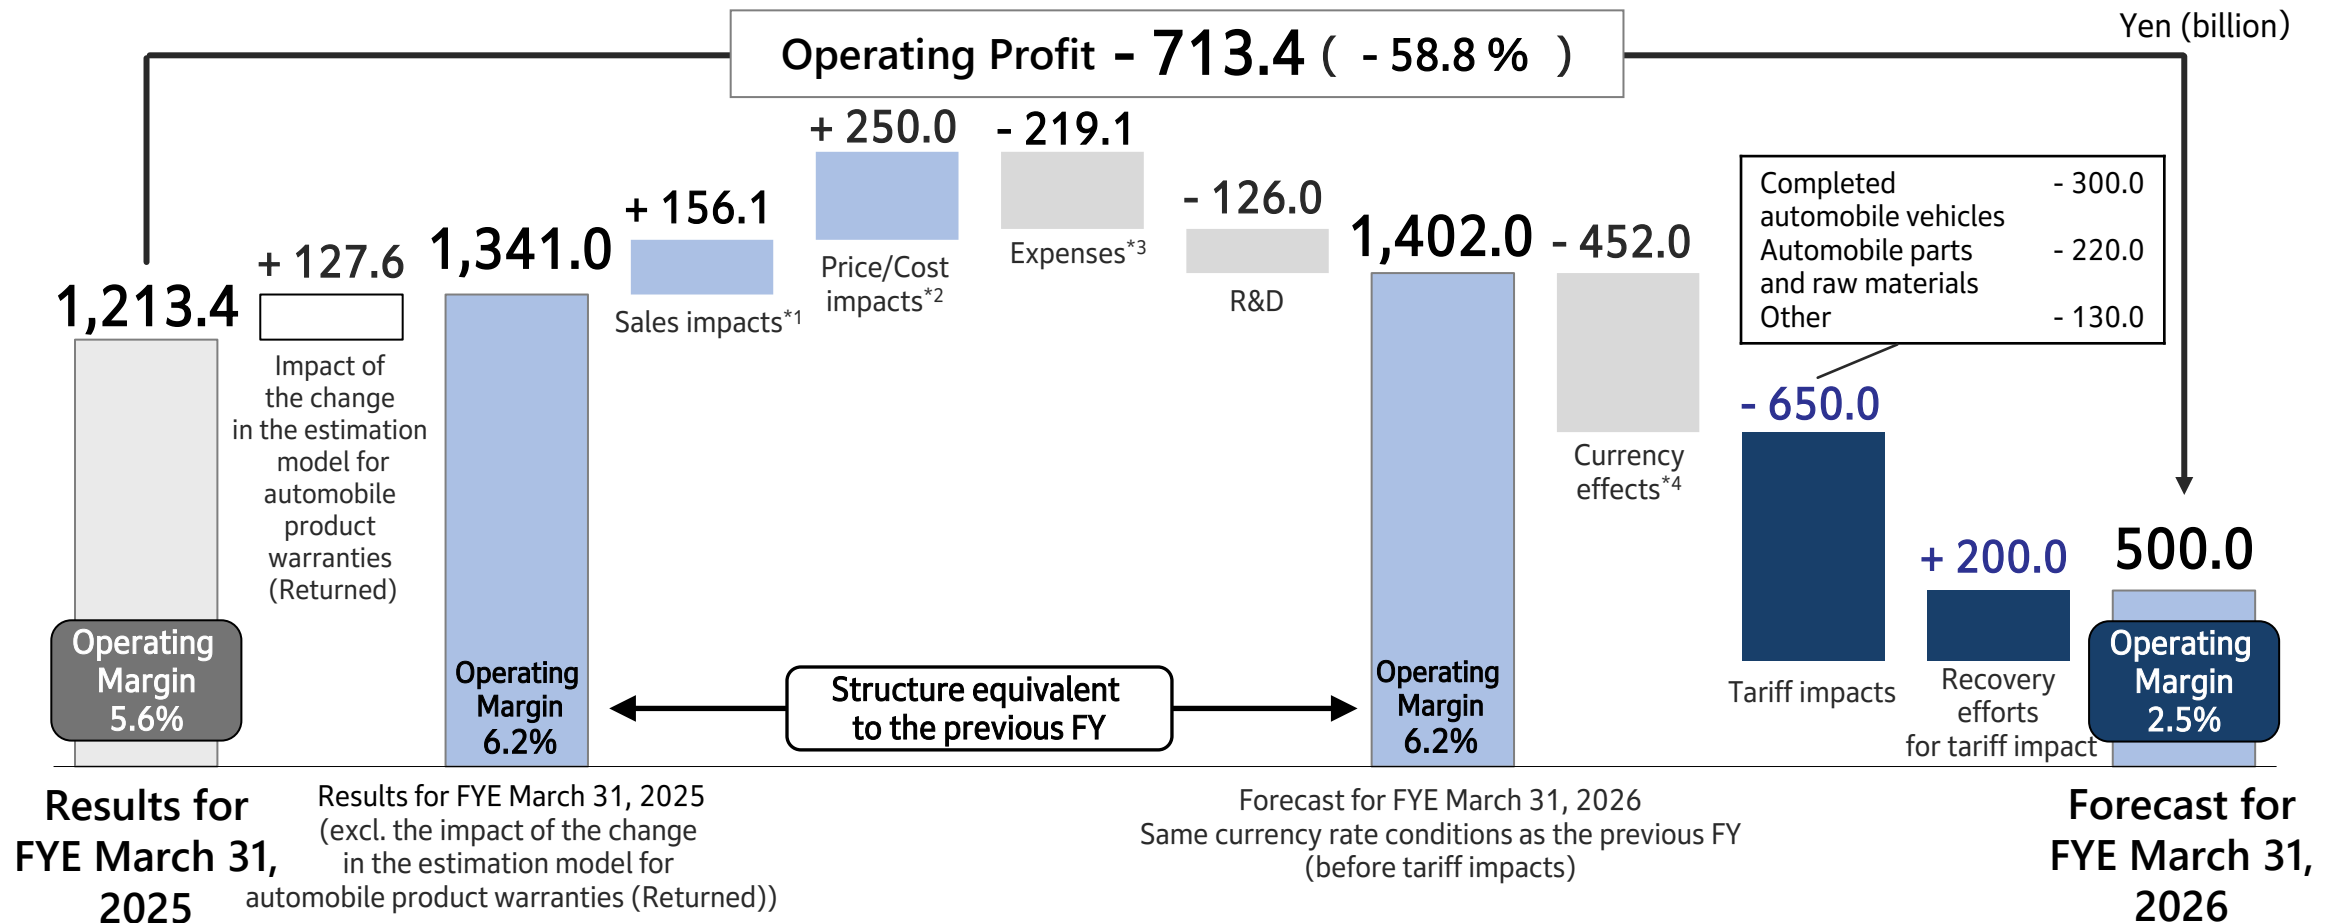 Yen (billion)
Operating Profit - 713.4 ( - 58.8 % )
1,213.4
+ 127.6
Impact of
the change
in the estimation
model for
automobile
product
warranties
(Returned)
1,341.0
+ 156.1
Sales impacts*1
+ 250.0
Price/Cost
impacts*2
- 219.1
Expenses*3
- 126.0
R&D
1,402.0
- 452.0
Currency
effects*4
Completed - 300.0
automobile vehicles
Automobile parts - 220.0
and raw materials
Other - 130.0
- 650.0
Tariff impacts
+ 200.0
Recovery
efforts
for tariff impact
500.0
Operating
Margin
5.6%
Operating
Margin
6.2%
Structure equivalent
to the previous FY
Operating
Margin
6.2%
Operating
Margin
2.5%
Results for
FYE March 31,
2025
Results for FYE March 31, 2025
(excl. the impact of the change
in the estimation model for
automobile product warranties (Returned))
Forecast for FYE March 31, 2026
Same currency rate conditions as the previous FY
(before tariff impacts)
Forecast for
FYE March 31,
2026